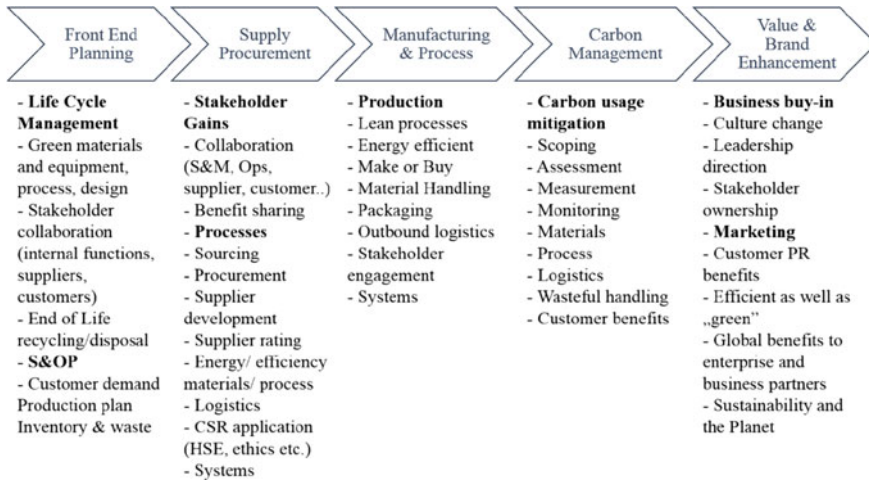 Front End
Planning
Supply
Procurement
Manufacturing
& Process
Carbon
Management
Value &
Brand
Enhancement
- Life Cycle
Management
- Green materials
and equipment,
process, design
- Stakeholder
collaboration
(internal functions,
suppliers,
customers)
- End of Life
recycling/disposal
- S&OP
- Customer demand
Production plan
Inventory & waste
- Stakeholder
Gains
- Collaboration
(S&M, Ops,
supplier, customer..)
- Benefit sharing
- Processes
- Sourcing
- Procurement
- Supplier
development
- Supplier rating
- Energy/ efficiency
materials/ process
- Logistics
- CSR application
(HSE, ethics etc.)
- Systems
- Production
- Lean processes
- Energy efficient
- Make or Buy
- Material Handling
- Packaging
- Outbound logistics
- Stakeholder
engagement
- Systems
- Carbon usage
mitigation
- Scoping
- Assessment
- Measurement
- Monitoring
- Materials
- Process
- Logistics
- Wasteful handling
- Customer benefits
- Business buy-in
- Culture change
- Leadership
direction
- Stakeholder
ownership
- Marketing
- Customer PR
benefits
- Efficient as well as
„green”
- Global benefits to
enterprise and
business partners
- Sustainability and
the Planet